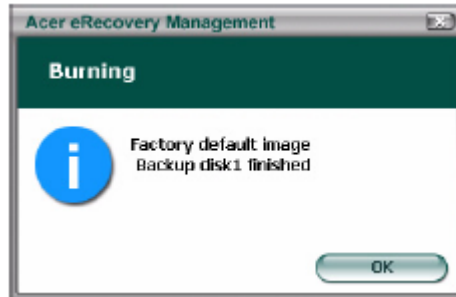 Acer eRecovery Management
Burning
Factory default image
Backup disk1 finished
OK